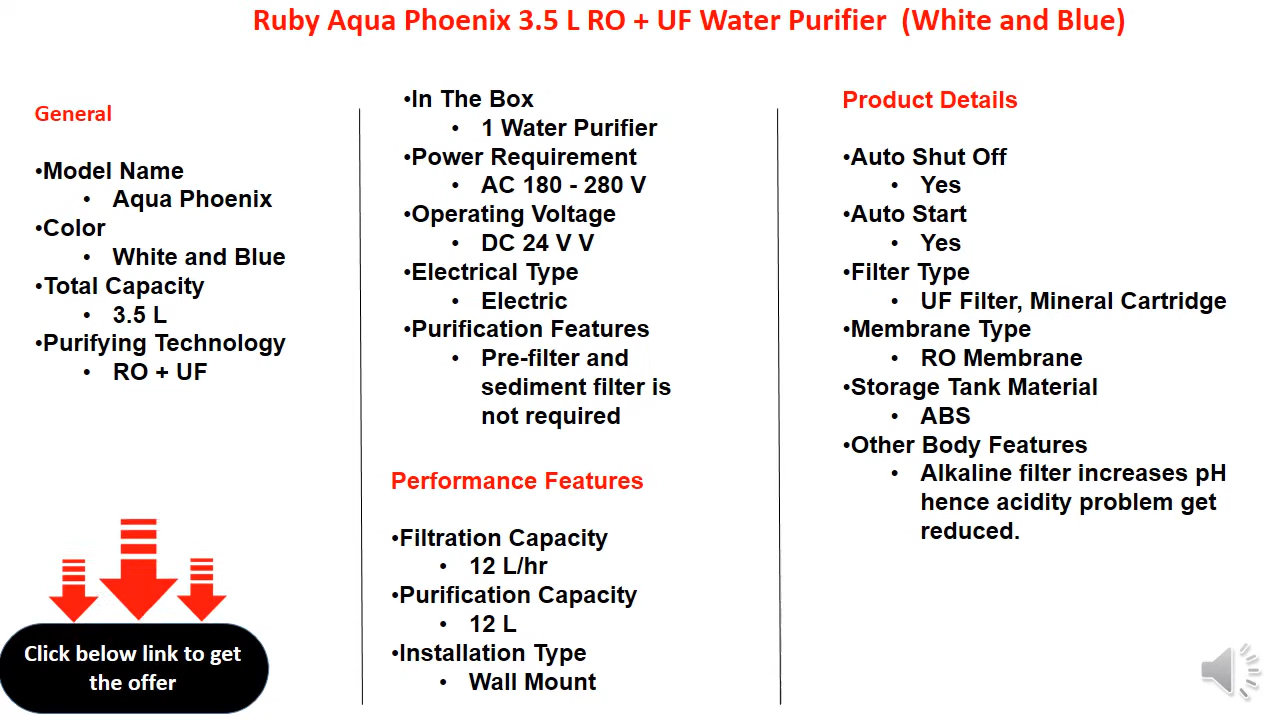 Ruby Aqua Phoenix 3.5 L RO + UF Water Purifier (White and Blue)
General
•Model Name
• Aqua Phoenix
•Color
• White and Blue
•Total Capacity
• 3.5 L
•Purifying Technology
• RO + UF
Click below link to get
the offer
•In The Box
• 1 Water Purifier
•Power Requirement
• AC 180 - 280 V
•Operating Voltage
• DC 24 V V
•Electrical Type
• Electric
•Purification Features
• Pre-filter and
sediment filter is
not required
Performance Features
•Filtration Capacity
• 12 L/hr
•Purification Capacity
• 12 L
•Installation Type
• Wall Mount
Product Details
•Auto Shut Off
• Yes
•Auto Start
• Yes
•Filter Type
• UF Filter, Mineral Cartridge
•Membrane Type
• RO Membrane
•Storage Tank Material
• ABS
•Other Body Features
• Alkaline filter increases pH
hence acidity problem get
reduced.